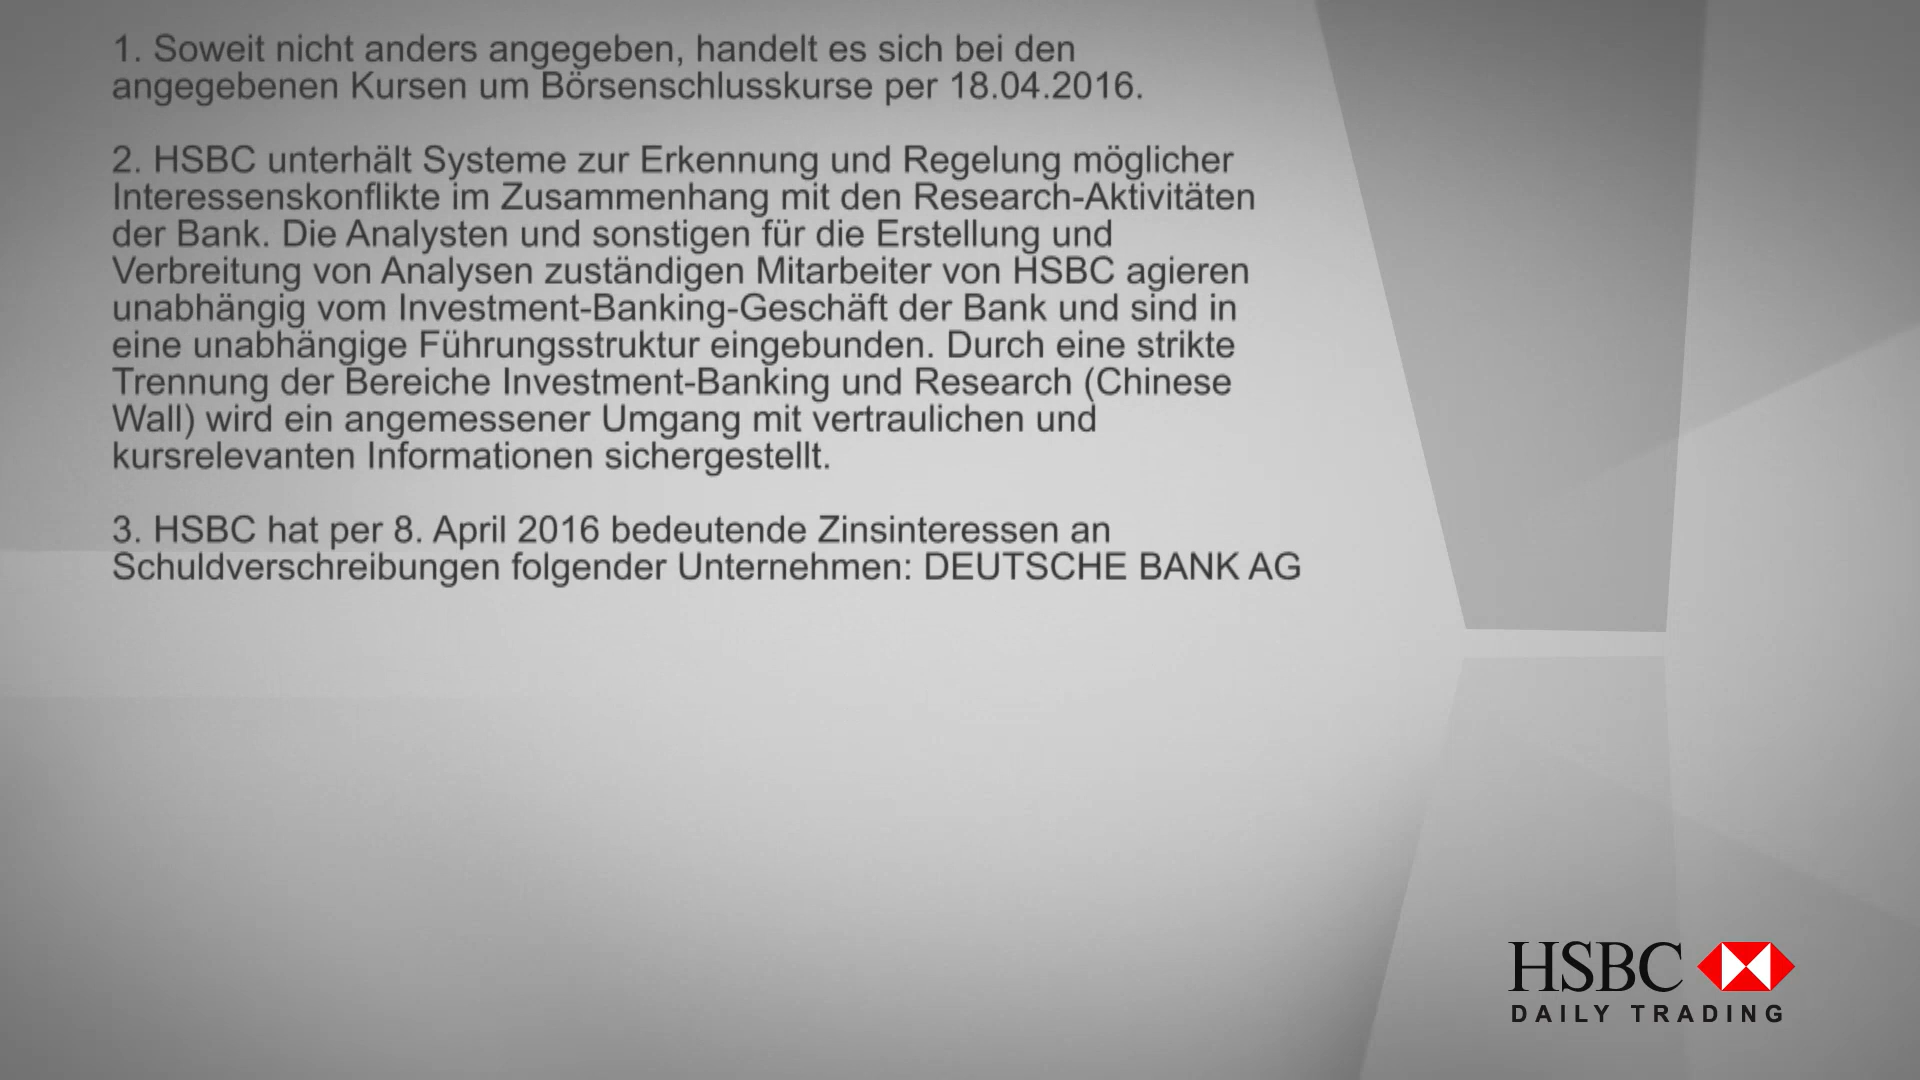 1. Soweit nicht anders angegeben, handelt es sich bei den
angegebenen Kursen um Börsenschlusskurse per 18.04.2016.
2. HSBC unterhält Systeme zur Erkennung und Regelung möglicher
Interessenskonflikte im Zusammenhang mit den Research-Aktivitäten
der Bank. Die Analysten und sonstigen für die Erstellung und
Verbreitung von Analysen zuständigen Mitarbeiter von HSBC agieren
unabhängig vom Investment-Banking-Geschäft der Bank und sind in
eine unabhängige Führungsstruktur eingebunden. Durch eine strikte
Trennung der Bereiche Investment-Banking und Research (Chinese
Wall) wird ein angemessener Umgang mit vertraulichen und
kursrelevanten Informationen sichergestellt.
3. HSBC hat per 8. April 2016 bedeutende Zinsinteressen an
Schuldverschreibungen folgender Unternehmen: DEUTSCHE BANK AG
HSBC
DAILY TRADING